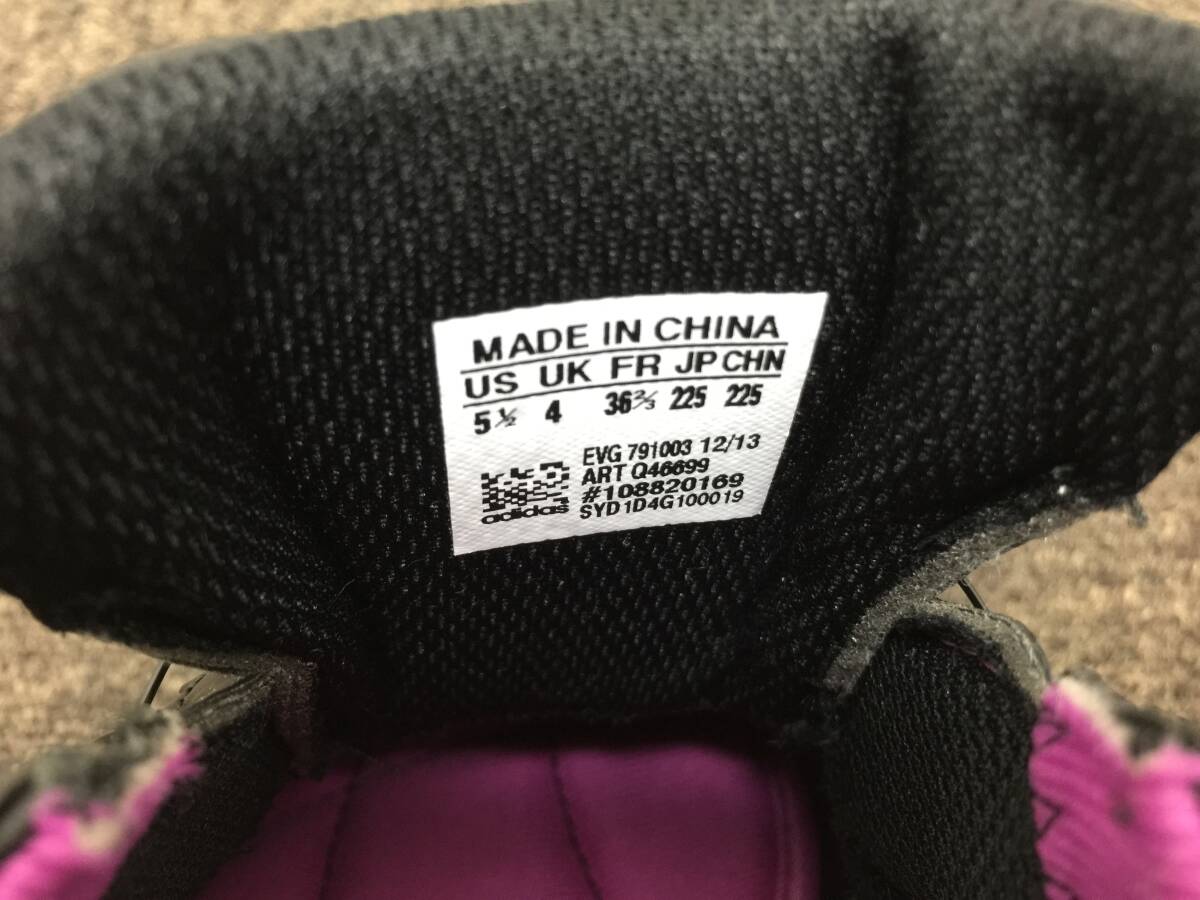 MADE IN CHINA
US UK FR JP CHN
5½ 4 36⅔ 225 225
EVG 791003 12/13
ART Q46699
#108820169
SYD1D4G100019
adidas